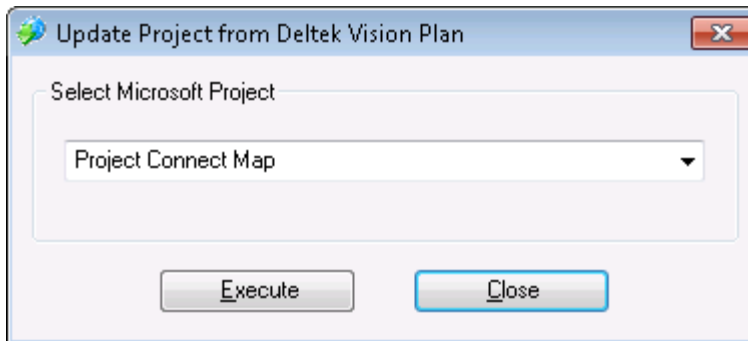 Update Project from Deltek Vision Plan
Select Microsoft Project
Project Connect Map
Execute
Close